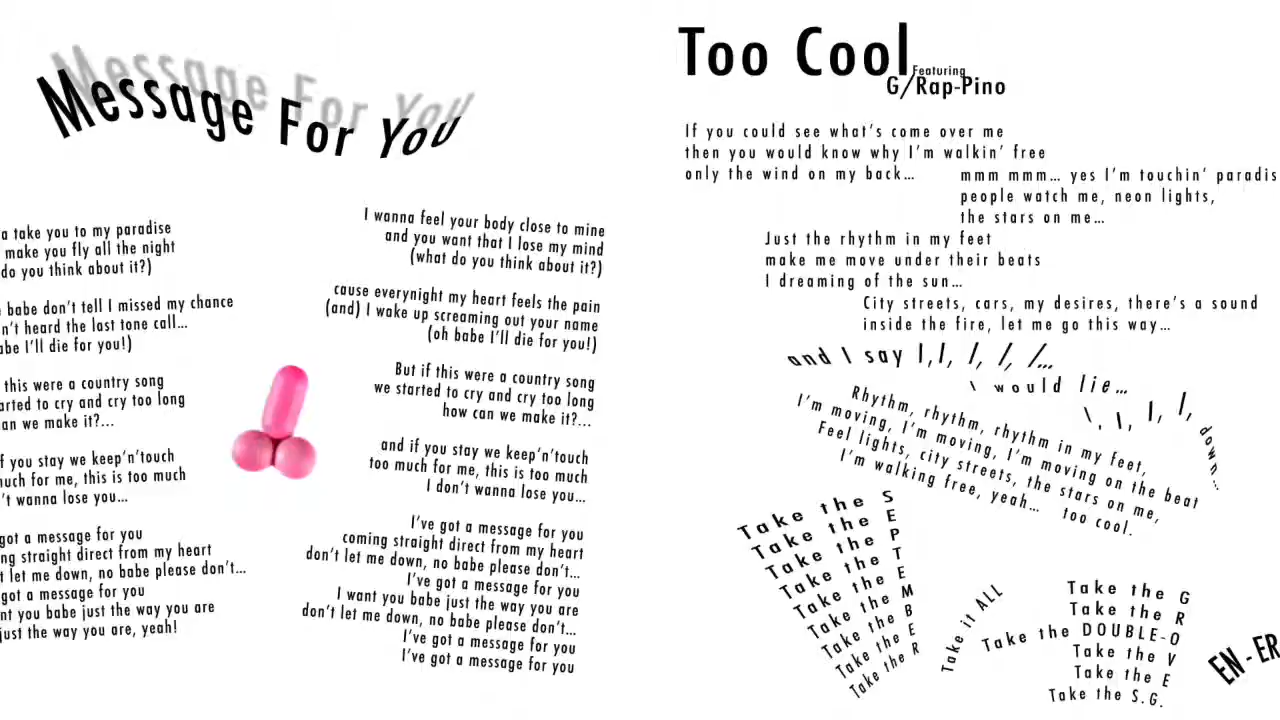 Message For You
a take you to my paradise
make you fly all the night
do you think about it?)
babe don't tell I missed my chance
n't heard the last tone call...
abe I'll die for you!)
this were a country song
arted to cry and cry too long
an we make it?...
f you stay we keep'n'touch
much for me, this is too much
't wanna lose you...
got a message for you
ng straight direct from my heart
t let me down, no babe please don't...
got a message for you
nt you babe just the way you are
just the way you are, yeah!
I wanna feel your body close to mine
and you want that I lose my mind
(what do you think about it?)
cause everynight my heart feels the pain
(and) I wake up screaming out your name
(oh babe I'll die for you!)
But if this were a country song
we started to cry and cry too long
how can we make it?...
and if you stay we keep'n'touch
too much for me, this is too much
I don't wanna lose you...
I've got a message for you
coming straight direct from my heart
don't let me down, no babe please don't...
I've got a message for you
I want you babe just the way you are
don't let me down, no babe please don't...
I've got a message for you
I've got a message for you
Too Cool
Featuring
G/Rap-Pino
If you could see what's come over me
then you would know why I'm walkin' free
only the wind on my back...
mmm mmm... yes I'm touchin' paradis
people watch me, neon lights,
the stars on me...
Just the rhythm in my feet
make me move under their beats
I dreaming of the sun...
City streets, cars, my desires, there's a sound
inside the fire, let me go this way...
and I say I,I, I, I, I...
I would lie...
I, I, I, I, down...
Rhythm, rhythm, rhythm in my feet,
I'm moving, I'm moving, I'm moving on the beat
Feel lights, city streets, the stars on me,
I'm walking free, yeah... too cool.
Take the S
Take the E
Take the P
Take the T
Take the E
Take the M
Take the B
Take the E
Take the R
Take it ALL
Take the G
Take the R
Take the DOUBLE-O
Take the V
Take the E
Take the S.G.
EN-ER